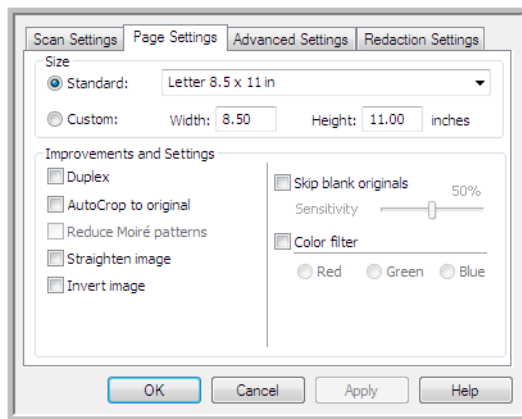 Scan Settings Page Settings Advanced Settings Redaction Settings
Size
Standard: Letter 8.5 x 11 in
Custom: Width: 8.50 Height: 11.00 inches
Improvements and Settings
Duplex
AutoCrop to original
Reduce Moiré patterns
Straighten image
Invert image
Skip blank originals
50%
Sensitivity
Color filter
Red Green Blue
OK Cancel Apply Help